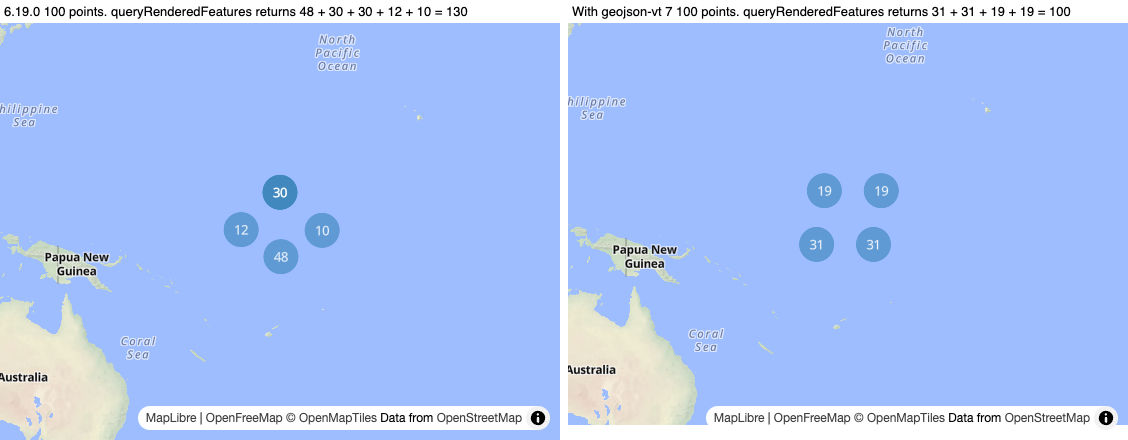 6.19.0 100 points. queryRenderedFeatures returns 48 + 30 + 30 + 12 + 10 = 130
North
Pacific
Ocean
hilippine
Sea
30
12
10
48
Papua New
Guinea
Coral
Sea
Australia
MapLibre | OpenFreeMap © OpenMapTiles Data from OpenStreetMap
With geojson-vt 7 100 points. queryRenderedFeatures returns 31 + 31 + 19 + 19 = 100
North
Pacific
Ocean
hilippine
Sea
19
19
31
31
Papua New
Guinea
Coral
Sea
Australia
MapLibre | OpenFreeMap © OpenMapTiles Data from OpenStreetMap